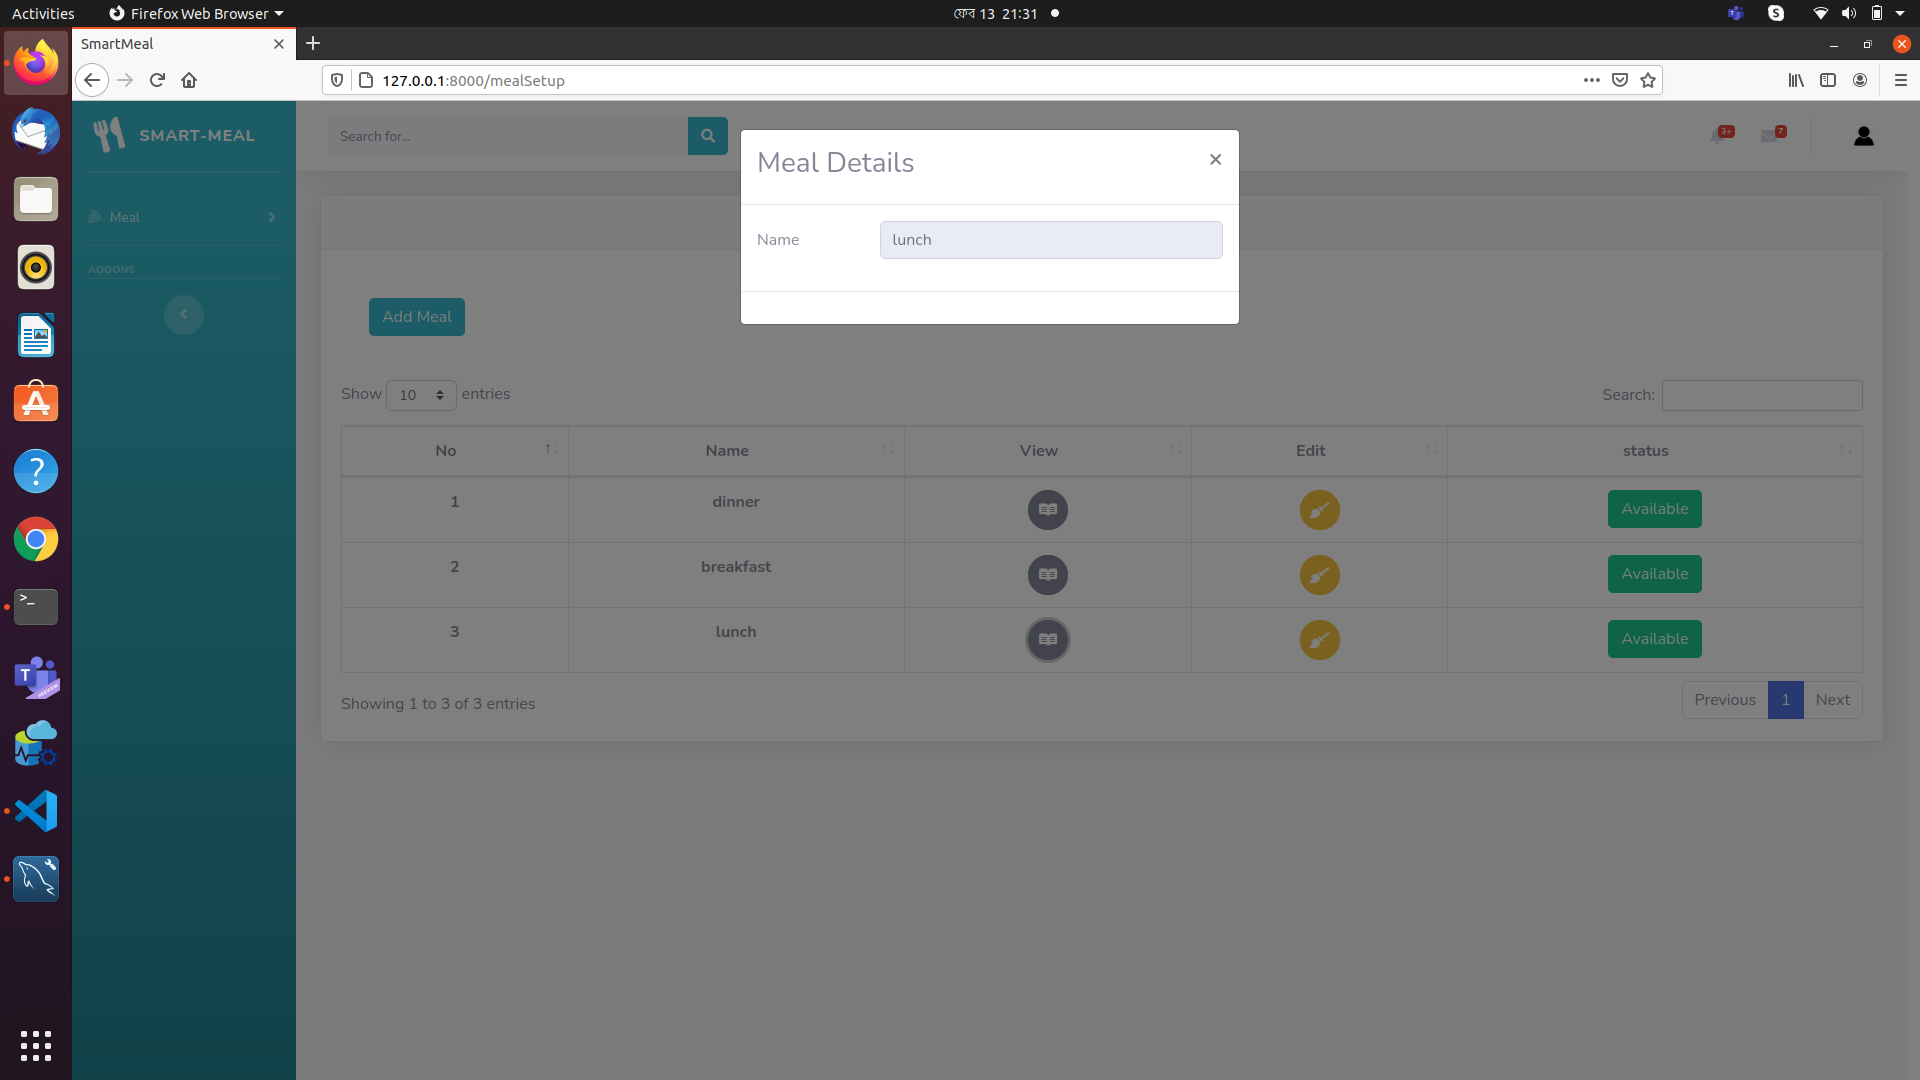 Activities Firefox Web Browser ফেব 13 21:31
SmartMeal
127.0.0.1:8000/mealSetup
SMART-MEAL
Search for...
3+
7
Meal Details
×
Meal
Name lunch
ADDONS
Add Meal
Show 10 entries
Search:
No Name View Edit status
1 dinner Available
2 breakfast Available
3 lunch Available
Showing 1 to 3 of 3 entries
Previous 1 Next